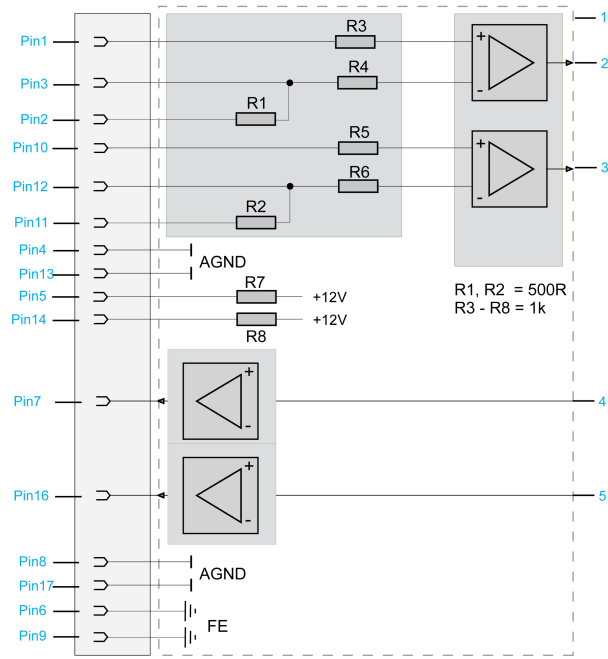 1
R3
Pin1
+
2
R4
Pin3
-
R1
Pin2
R5
Pin10
+
3
R6
Pin12
-
R2
Pin11
Pin4
AGND
Pin13
R7
R1, R2 = 500R
Pin5
+12V
R3 - R8 = 1k
Pin14
+12V
R8
+
Pin7
4
-
+
Pin16
5
-
Pin8
AGND
Pin17
Pin6
FE
Pin9